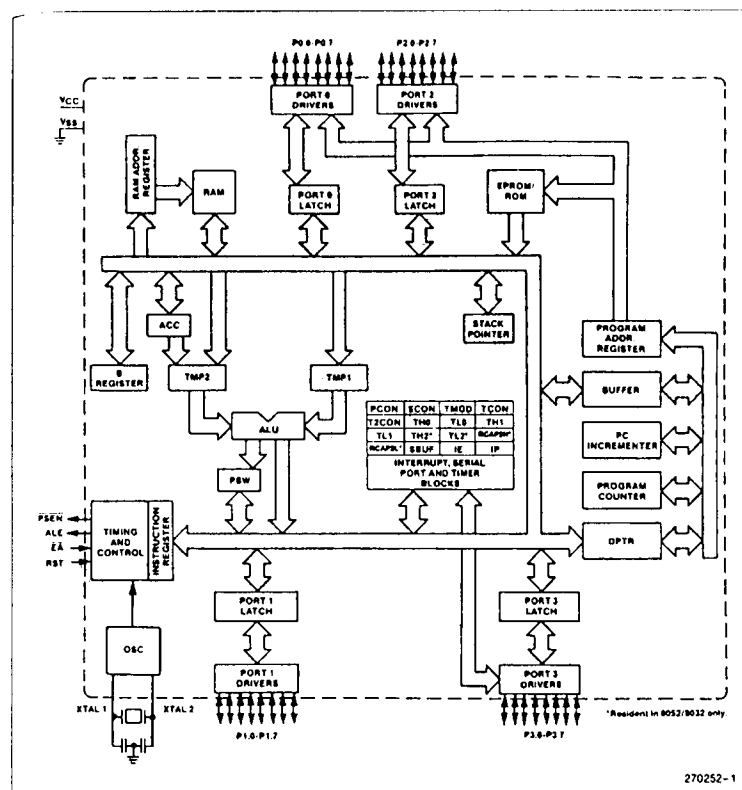 P0.0-P0.7
P2.0-P2.7
VCC
VSS
PORT 0
DRIVERS
PORT 2
DRIVERS
RAM ADDR
REGISTER
RAM
PORT 0
LATCH
PORT 2
LATCH
EPROM/
ROM
ACC
STACK
POINTER
PROGRAM
ADDR
REGISTER
B
REGISTER
TMP2
TMP1
BUFFER
PCON SCON TMOD TCON
T2CON TH0 TL0 TH1
TL1 TH2* TL2* RCAP2H*
RCAP2L* SBUF IE IP
INTERRUPT, SERIAL
PORT AND TIMER
BLOCKS
ALU
PC
INCREMENTER
PSW
PROGRAM
COUNTER
PSEN
ALE
EA
RST
TIMING
AND
CONTROL
INSTRUCTION
REGISTER
DPTR
PORT 1
LATCH
PORT 3
LATCH
OSC
PORT 1
DRIVERS
PORT 3
DRIVERS
XTAL 1
XTAL 2
*Resident in 8052/8032 only.
P1.0-P1.7
P3.0-P3.7
270252-1